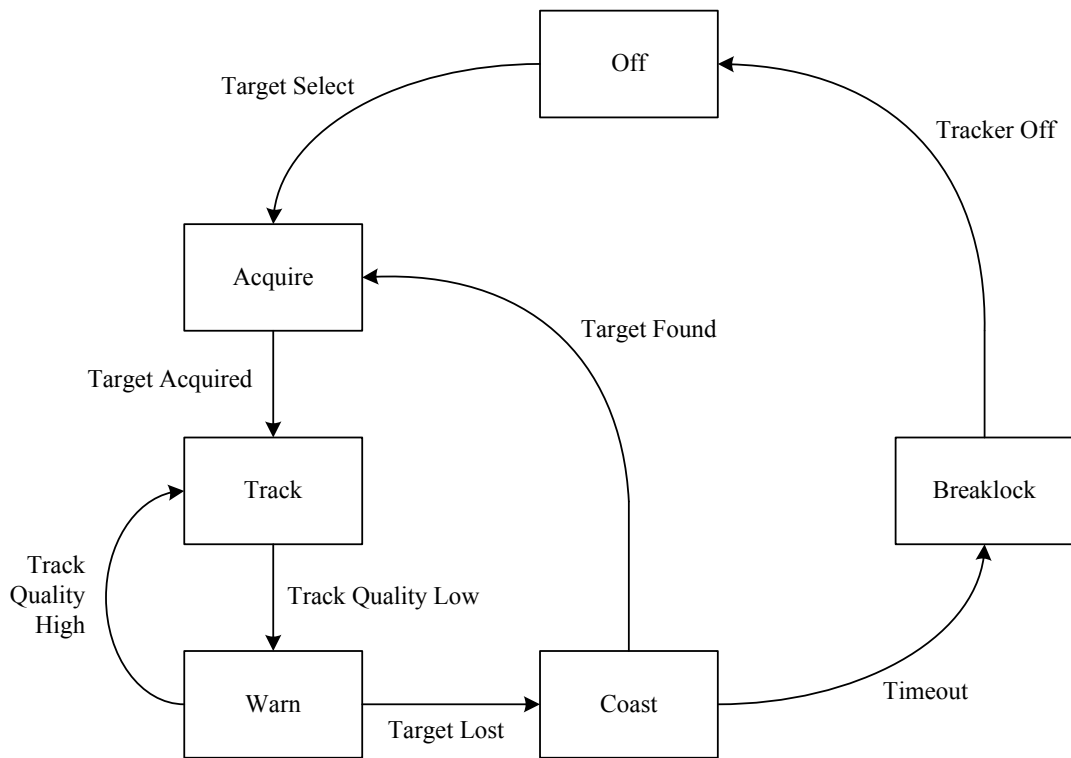 Off
Target Select
Tracker Off
Acquire
Target Found
Target Acquired
Track
Breaklock
Track
Quality
High
Track Quality Low
Warn
Target Lost
Coast
Timeout